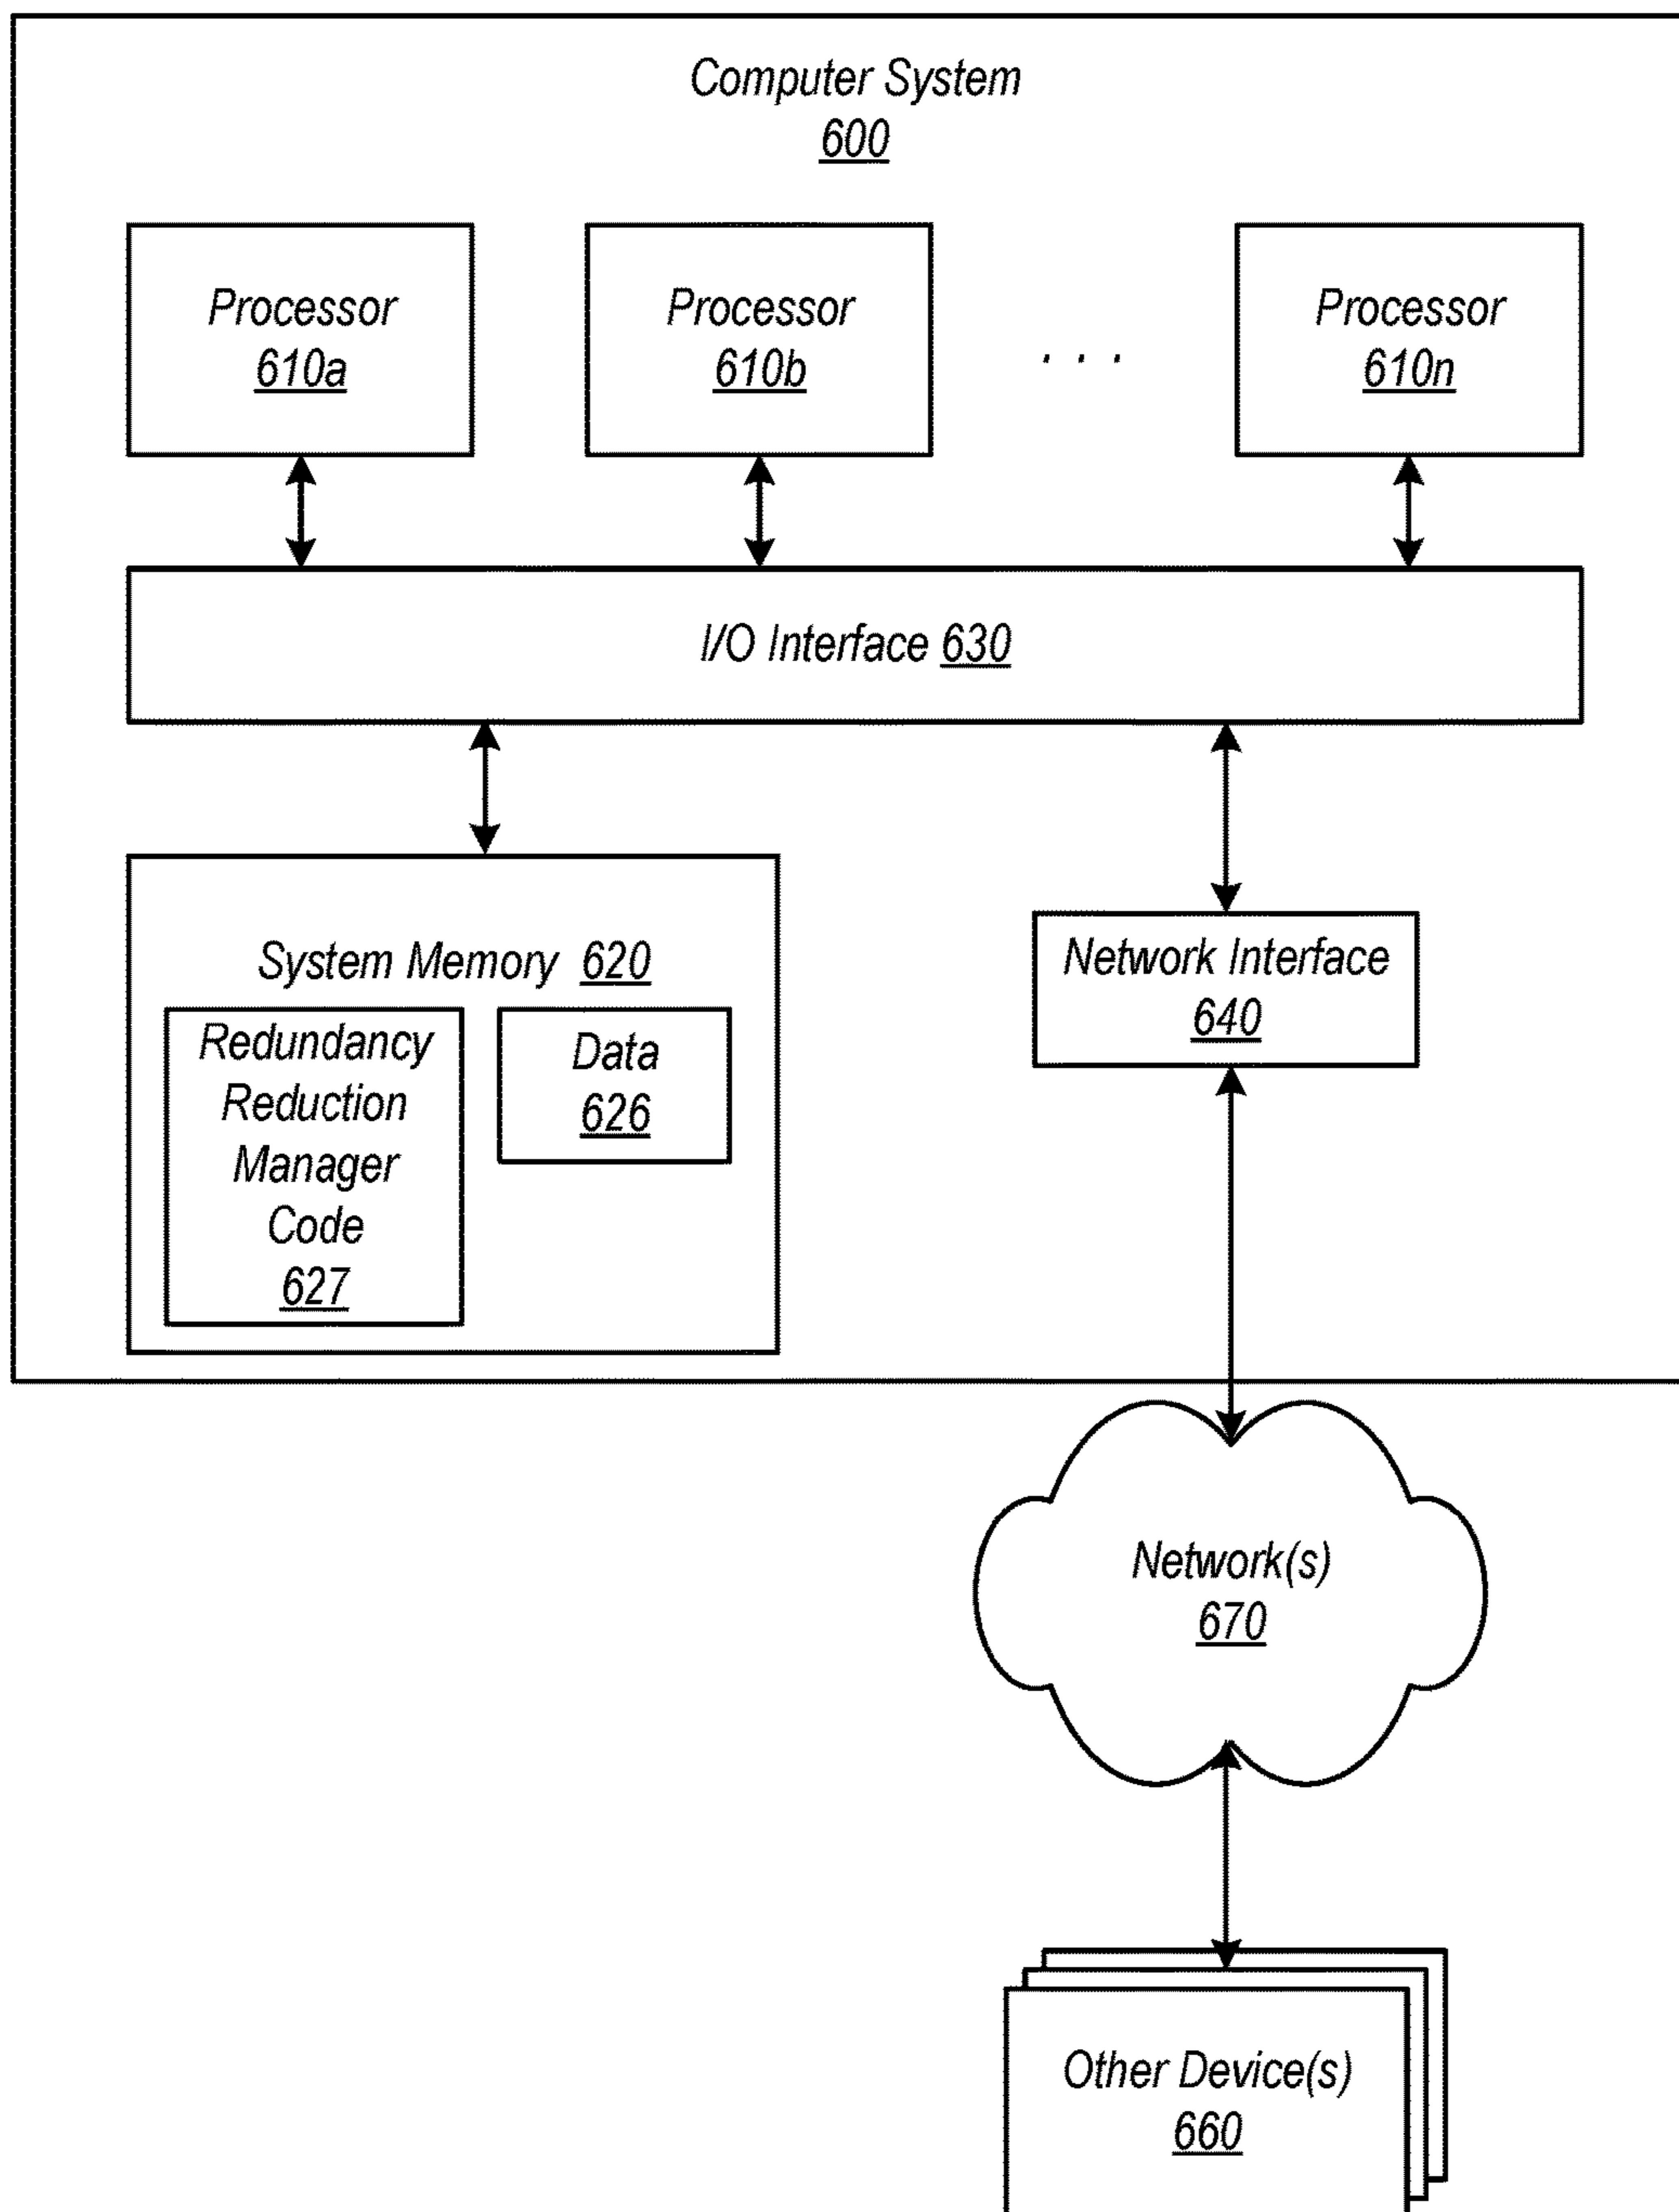 Computer System
600
Processor
610a
Processor
610b
. . .
Processor
610n
I/O Interface 630
System Memory 620
Redundancy
Reduction
Manager
Code
627
Data
626
Network Interface
640
Network(s)
670
Other Device(s)
660